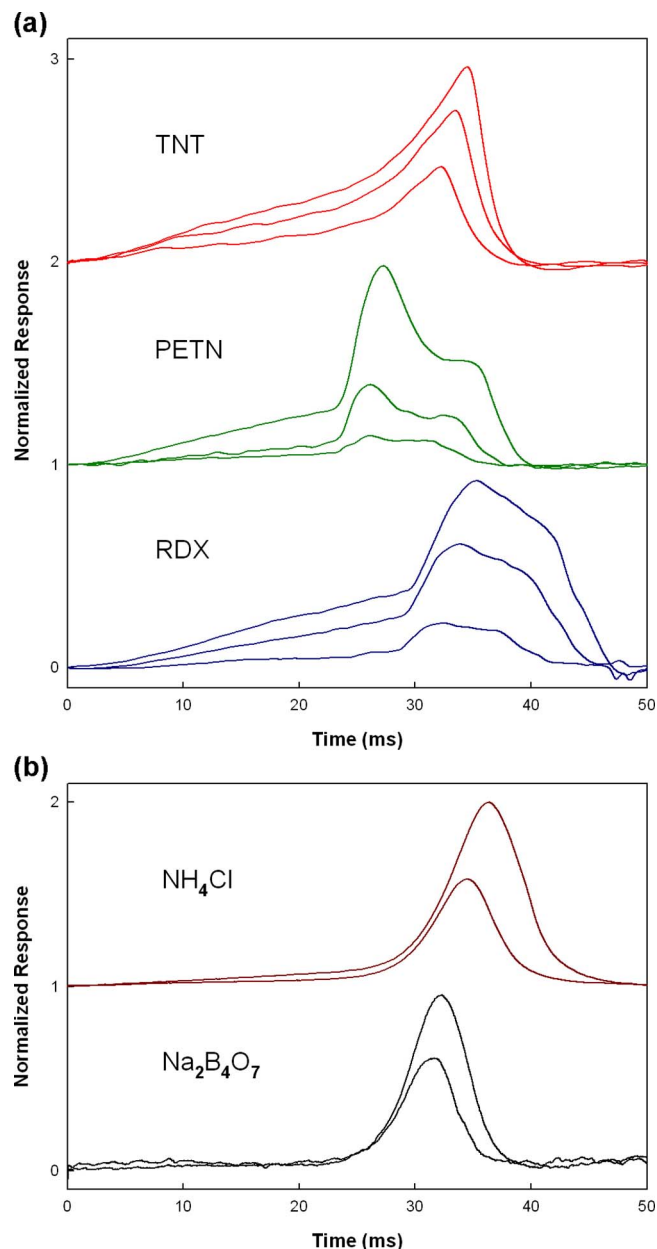 (a)
3
TNT
2
PETN
1
RDX
0
Normalized Response
0 10 20 30 40 50
Time (ms)
(b)
2
NH₄Cl
1
Na₂B₄O₇
0
Normalized Response
0 10 20 30 40 50
Time (ms)